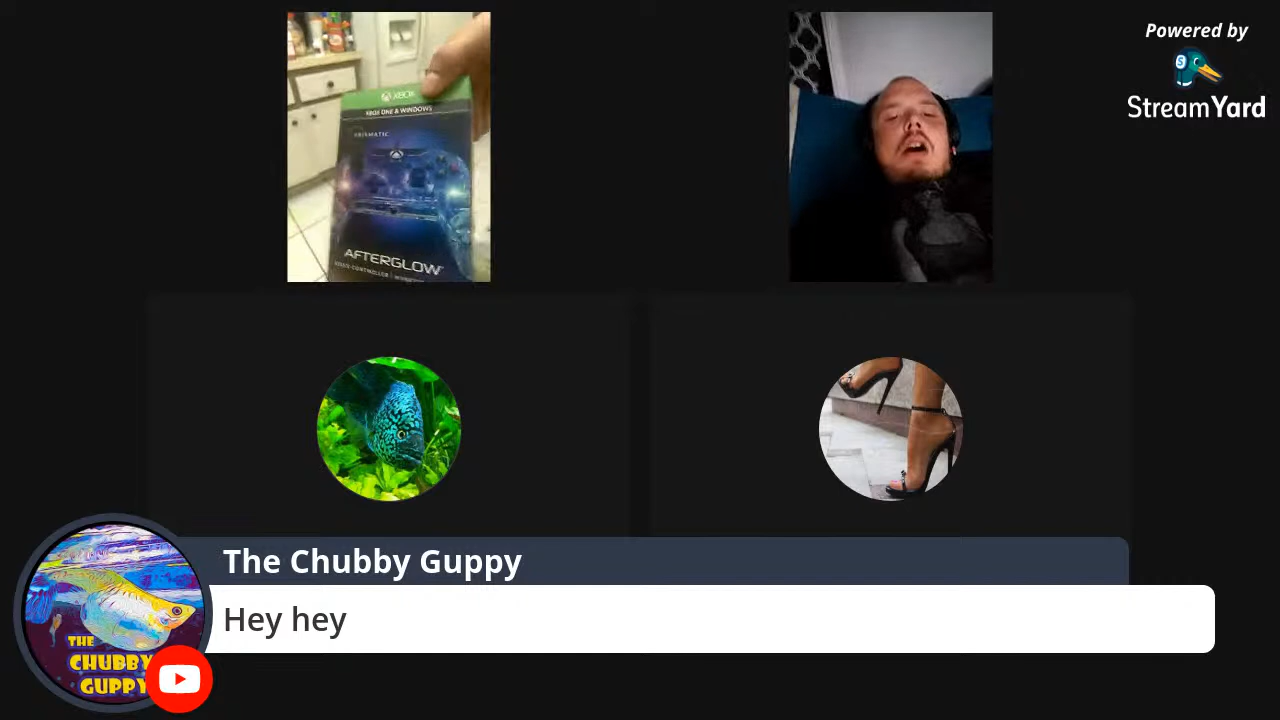 Powered by
StreamYard
XBOX
XBOX ONE & WINDOWS
PRISMATIC
AFTERGLOW
The Chubby Guppy
Hey hey
THE
CHUBBY
GUPPY